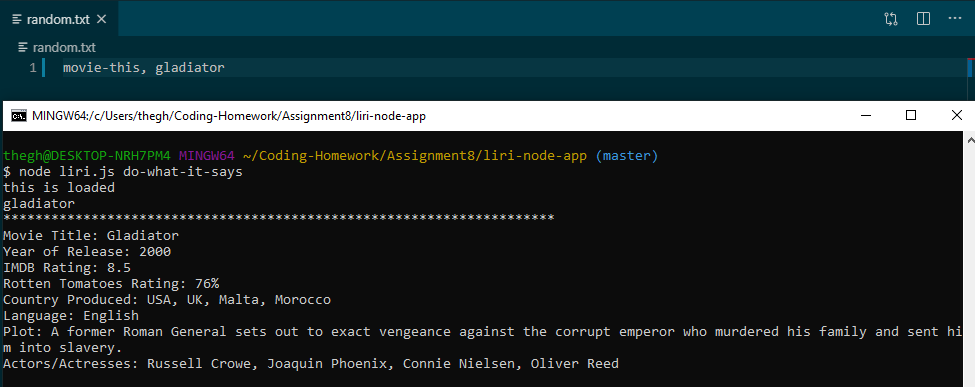 random.txt
random.txt
1 movie-this, gladiator
MINGW64:/c/Users/thegh/Coding-Homework/Assignment8/liri-node-app
thegh@DESKTOP-NRH7PM4 MINGW64 ~/Coding-Homework/Assignment8/liri-node-app (master)
$ node liri.js do-what-it-says
this is loaded
gladiator
*********************************************************************
Movie Title: Gladiator
Year of Release: 2000
IMDB Rating: 8.5
Rotten Tomatoes Rating: 76%
Country Produced: USA, UK, Malta, Morocco
Language: English
Plot: A former Roman General sets out to exact vengeance against the corrupt emperor who murdered his family and sent hi
m into slavery.
Actors/Actresses: Russell Crowe, Joaquin Phoenix, Connie Nielsen, Oliver Reed